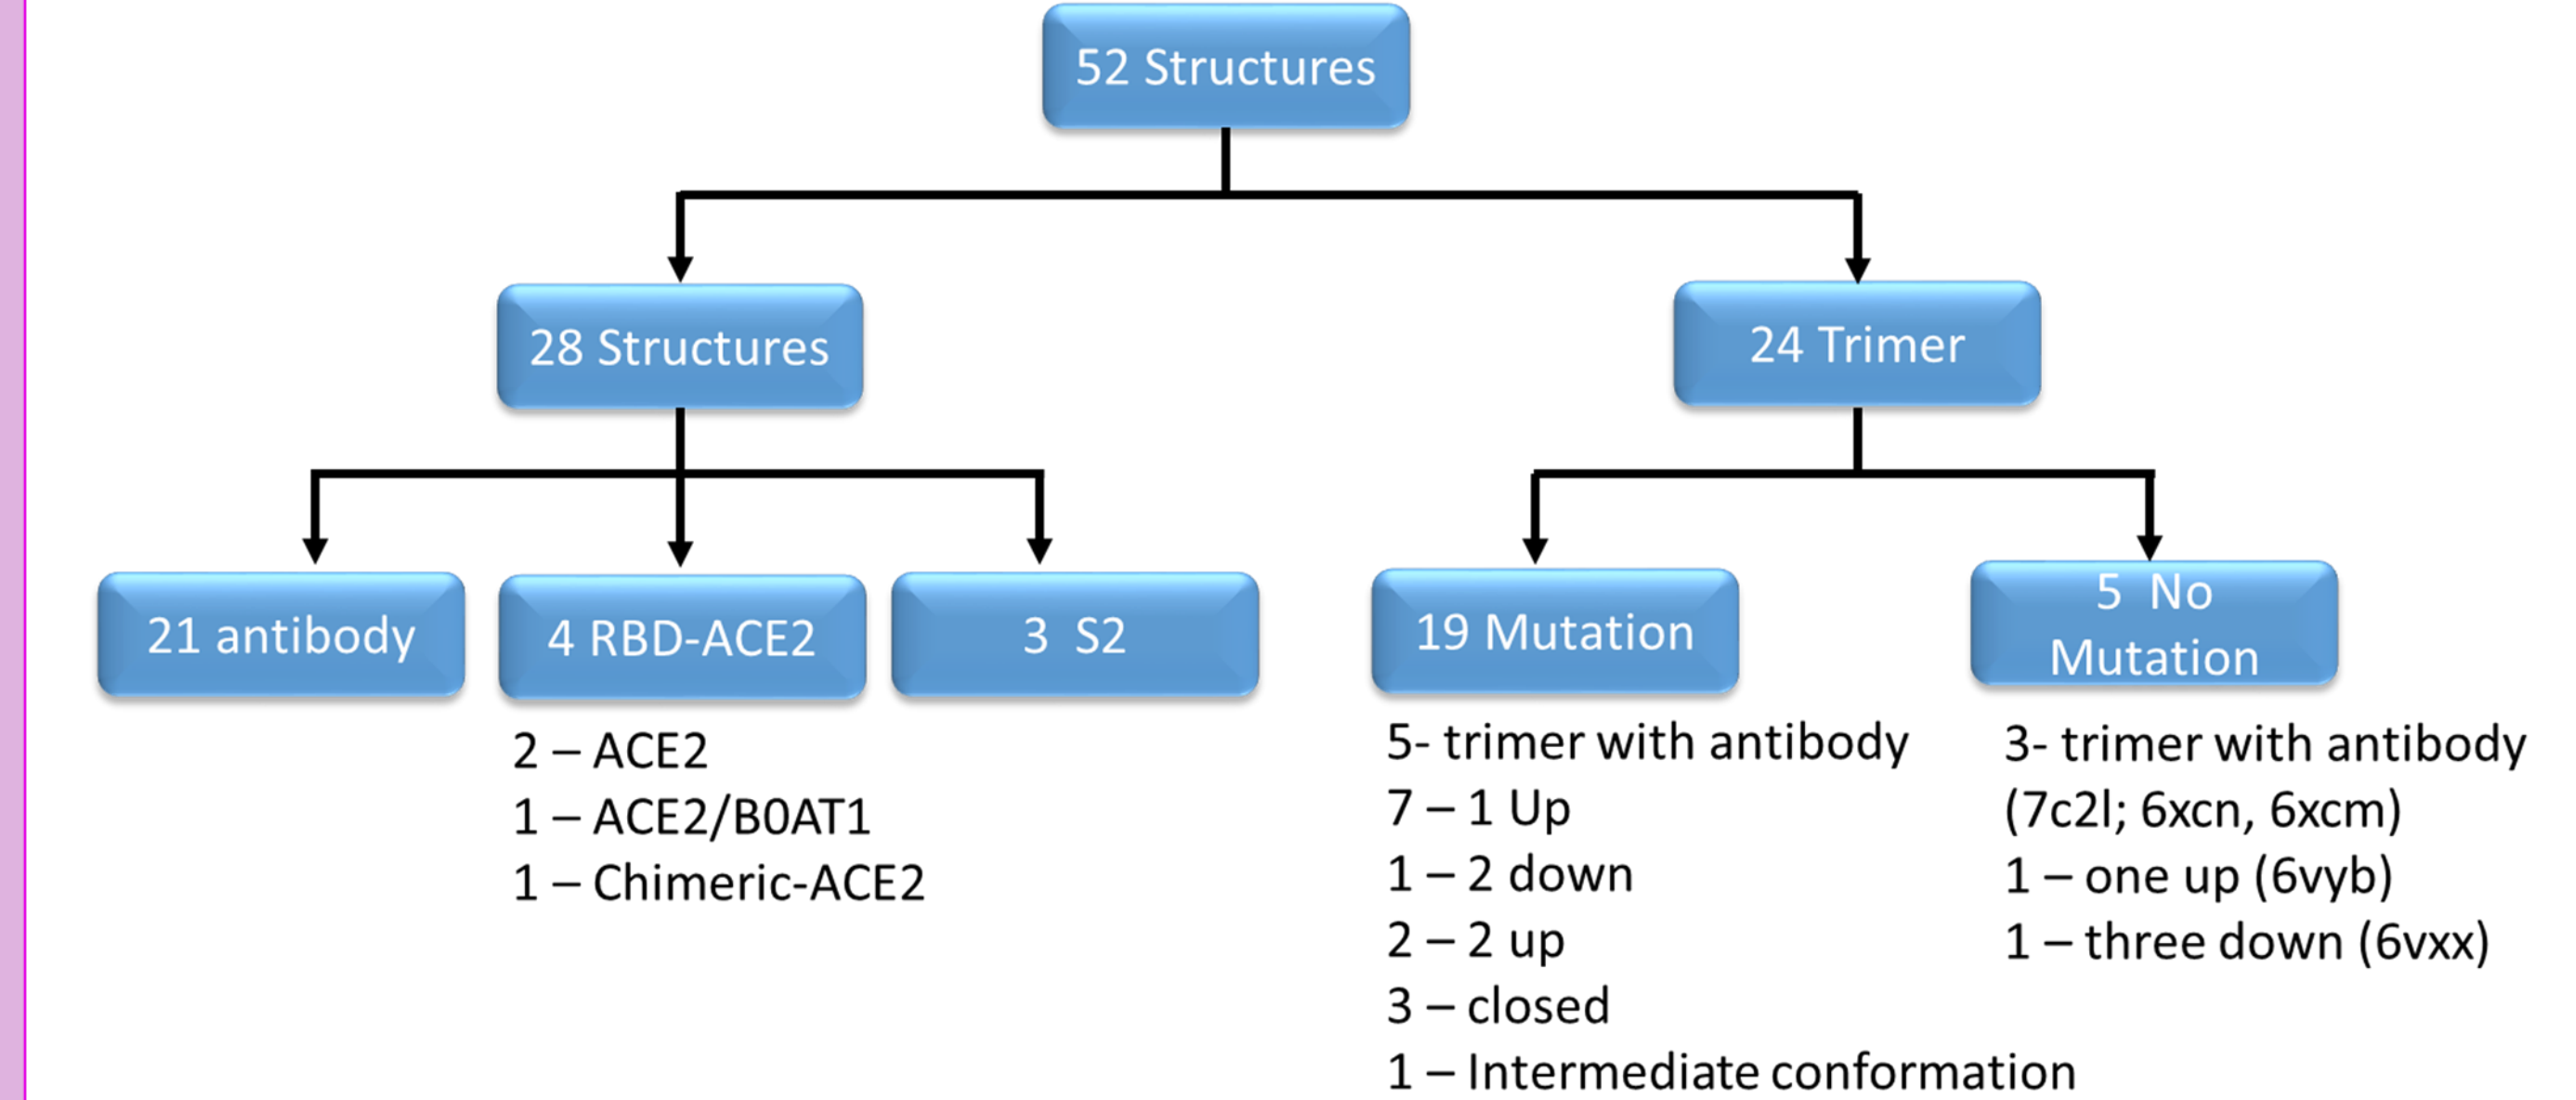 52 Structures
28 Structures
24 Trimer
21 antibody
4 RBD-ACE2
3 S2
19 Mutation
5 No
Mutation
2 – ACE2
1 – ACE2/B0AT1
1 – Chimeric-ACE2
5- trimer with antibody
7 – 1 Up
1 – 2 down
2 – 2 up
3 – closed
1 – Intermediate conformation
3- trimer with antibody
(7c2l; 6xcn, 6xcm)
1 – one up (6vyb)
1 – three down (6vxx)